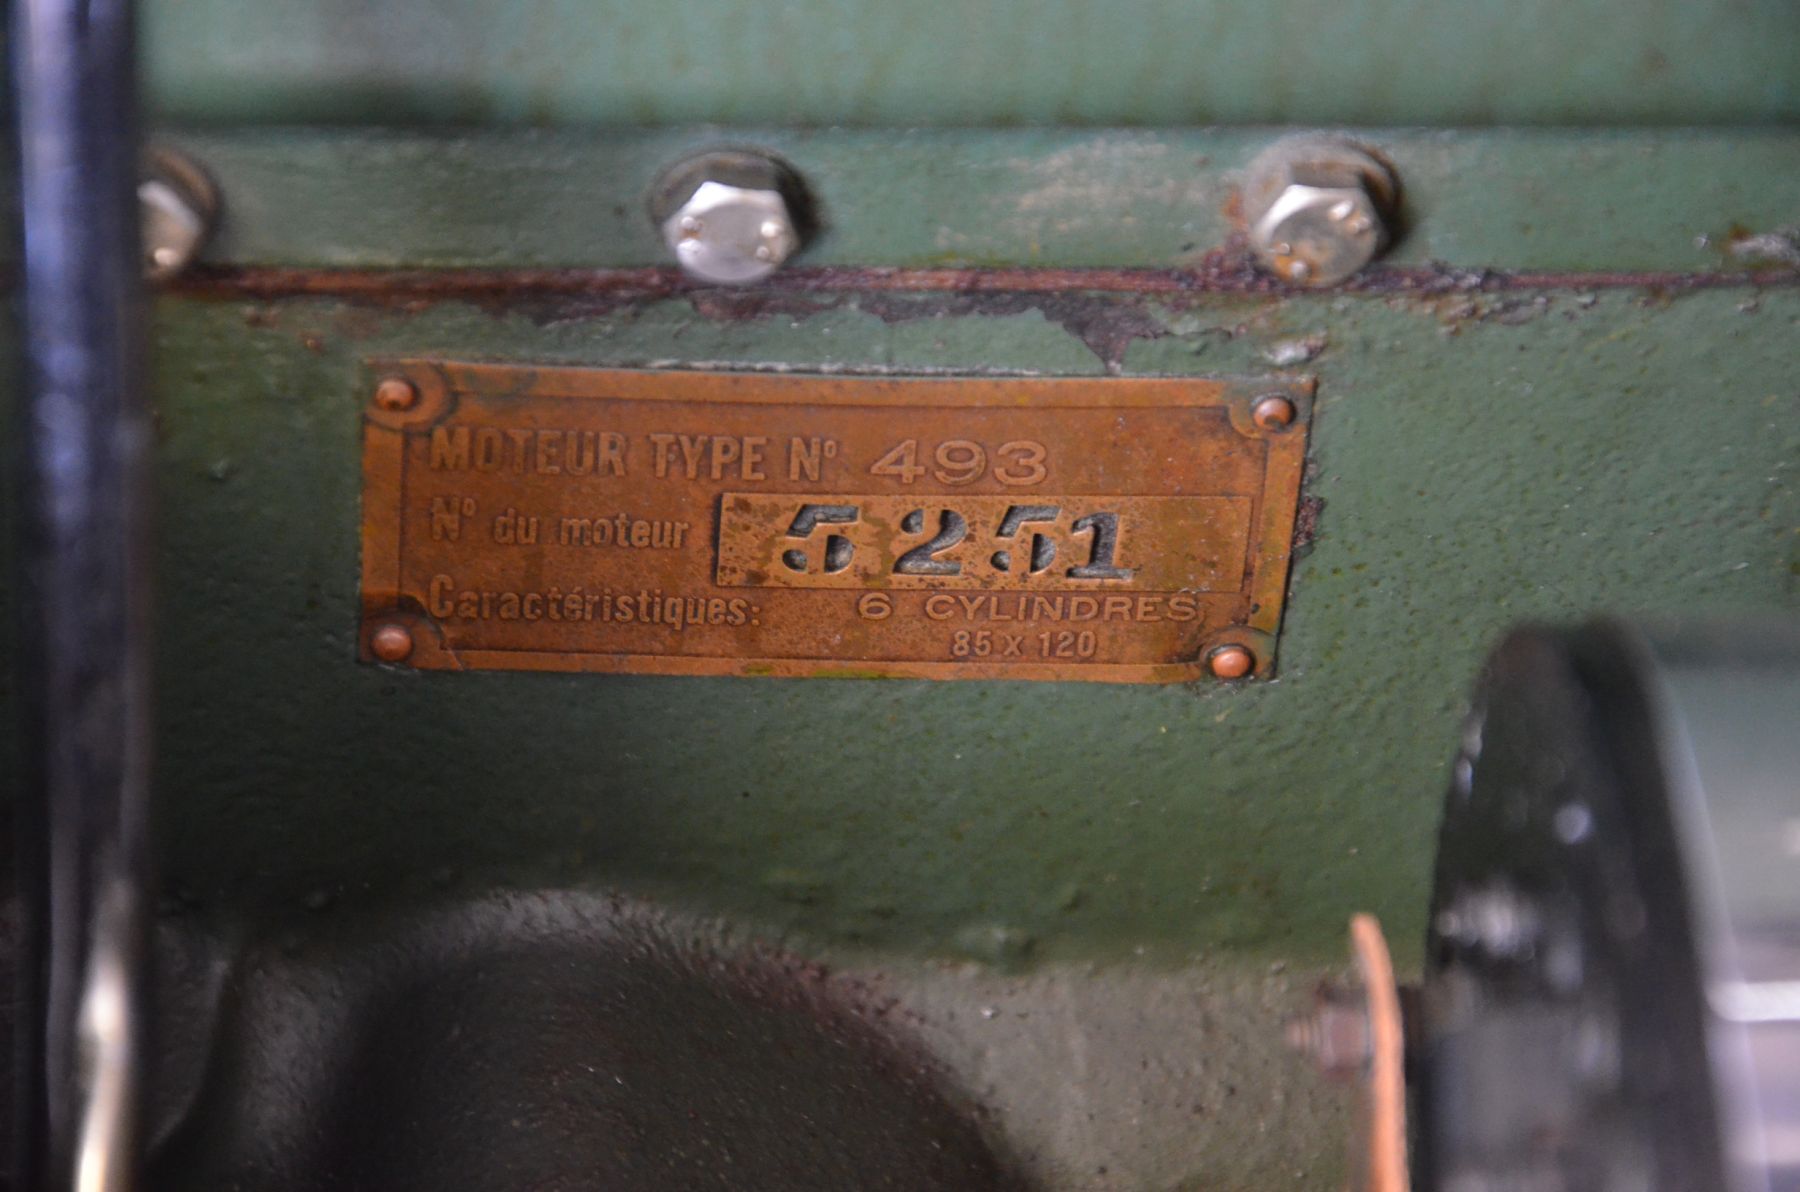 MOTEUR TYPE N° 493
N° du moteur 5251
Caractéristiques: 6 CYLINDRES
85 x 120